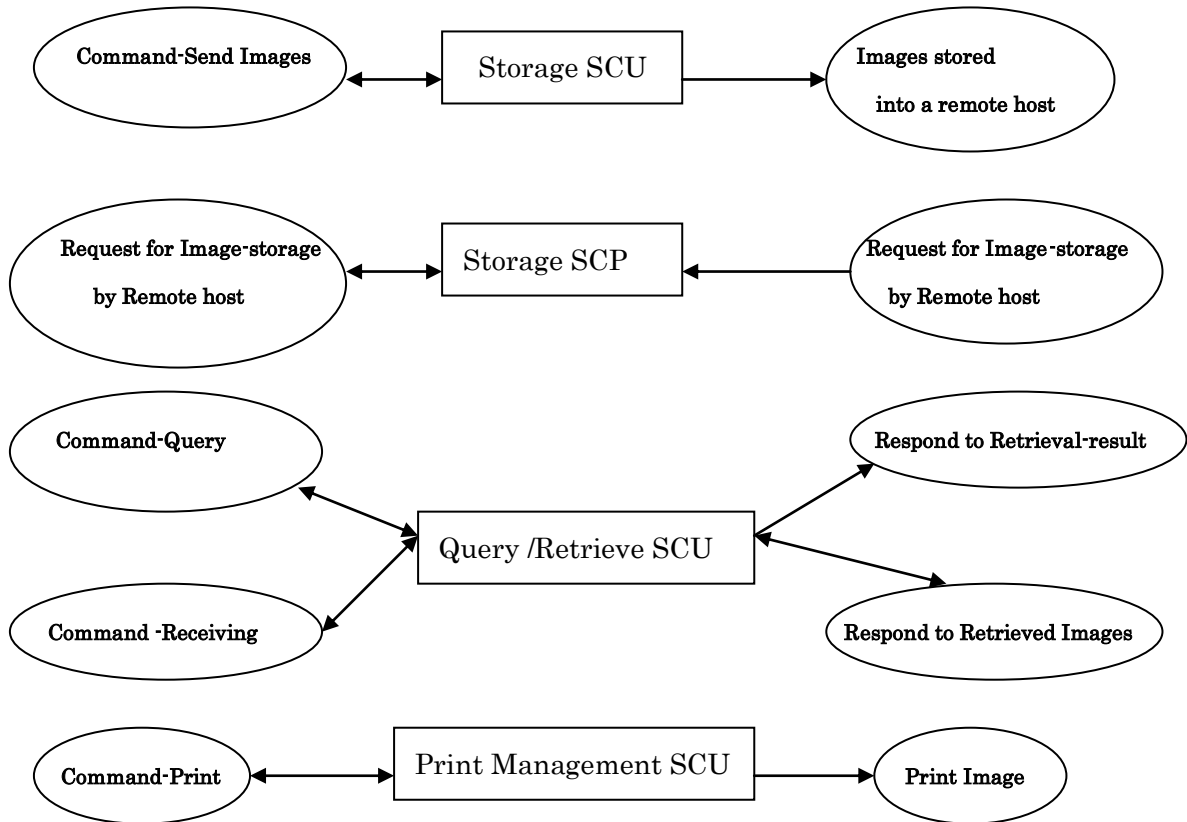 Command-Send Images
Storage SCU
Images stored
into a remote host
Request for Image-storage
by Remote host
Storage SCP
Request for Image-storage
by Remote host
Command-Query
Respond to Retrieval-result
Query /Retrieve SCU
Command -Receiving
Respond to Retrieved Images
Command-Print
Print Management SCU
Print Image